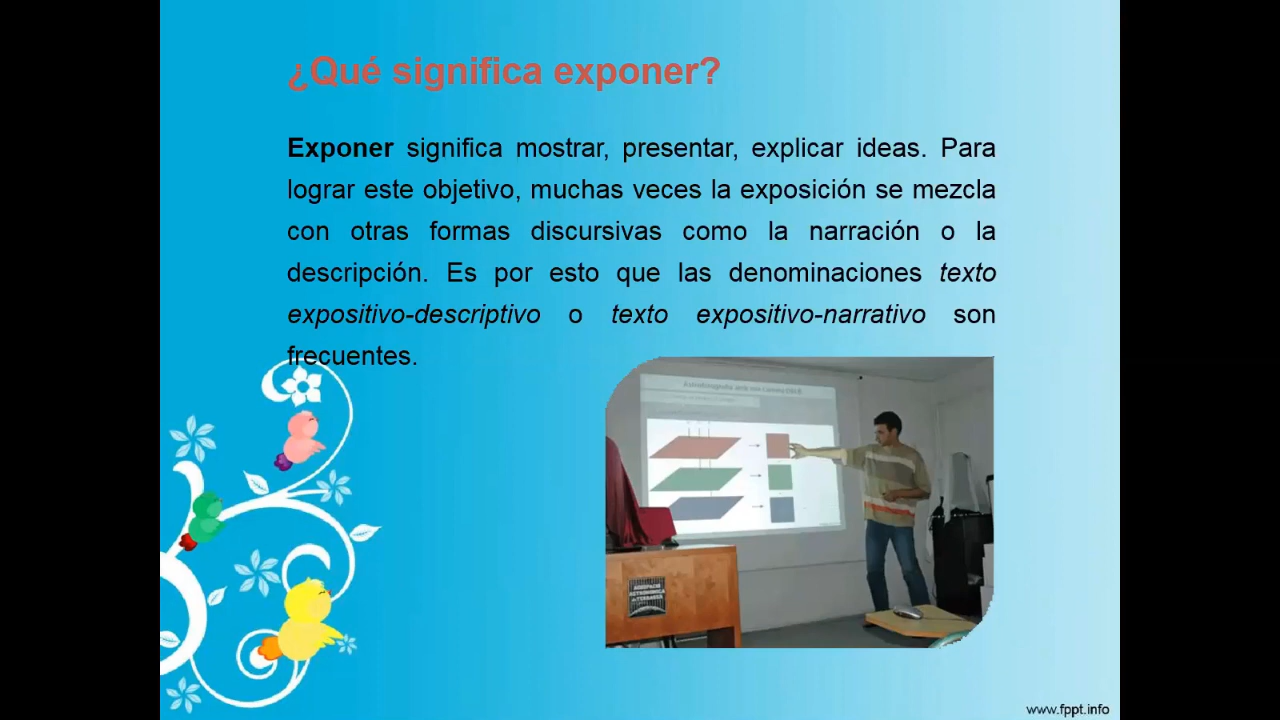 ¿Qué significa exponer?
Exponer significa mostrar, presentar, explicar ideas. Para
lograr este objetivo, muchas veces la exposición se mezcla
con otras formas discursivas como la narración o la
descripción. Es por esto que las denominaciones texto
expositivo-descriptivo o texto expositivo-narrativo son
frecuentes.
www.fppt.info